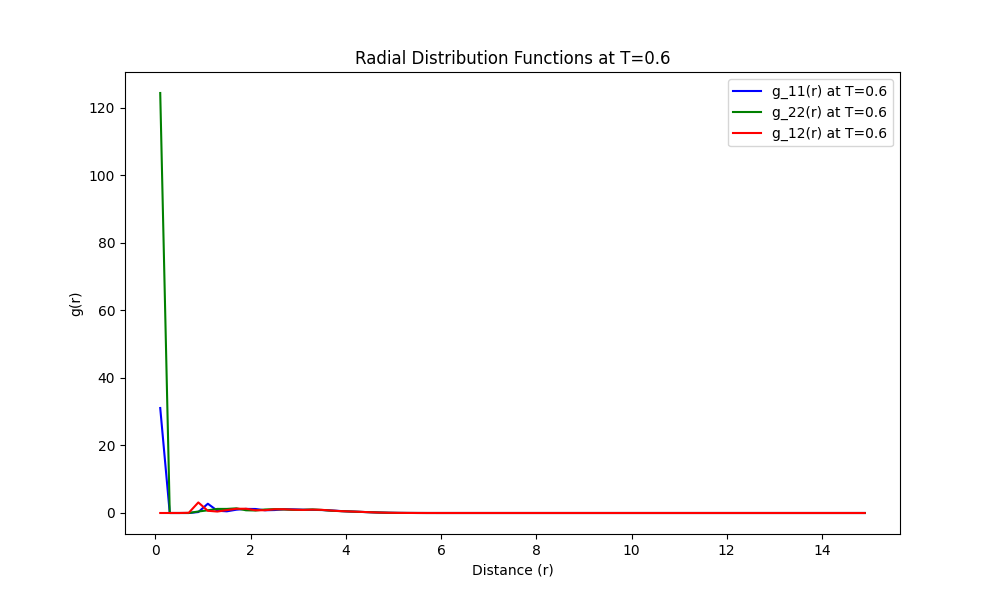 Radial Distribution Functions at T=0.6
g_11(r) at T=0.6
g_22(r) at T=0.6
g_12(r) at T=0.6
g(r)
120
100
80
60
40
20
0
0 2 4 6 8 10 12 14
Distance (r)